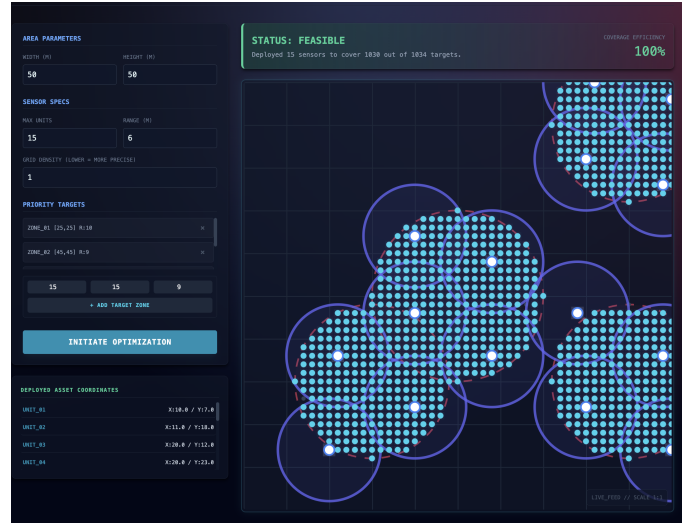 AREA PARAMETERS
WIDTH (M) HEIGHT (M)
50 50
SENSOR SPECS
MAX UNITS RANGE (M)
15 6
GRID DENSITY (LOWER = MORE PRECISE)
1
PRIORITY TARGETS
ZONE_01 [25,25] R:10 ×
ZONE_02 [45,45] R:9 ×
15 15 9
+ ADD TARGET ZONE
INITIATE OPTIMIZATION
DEPLOYED ASSET COORDINATES
UNIT_01 X:10.0 / Y:7.0
UNIT_02 X:11.0 / Y:18.0
UNIT_03 X:20.0 / Y:12.0
UNIT_04 X:20.0 / Y:23.0
STATUS: FEASIBLE
Deployed 15 sensors to cover 1030 out of 1034 targets.
COVERAGE EFFICIENCY
100%
LIVE_FEED // SCALE 1:1